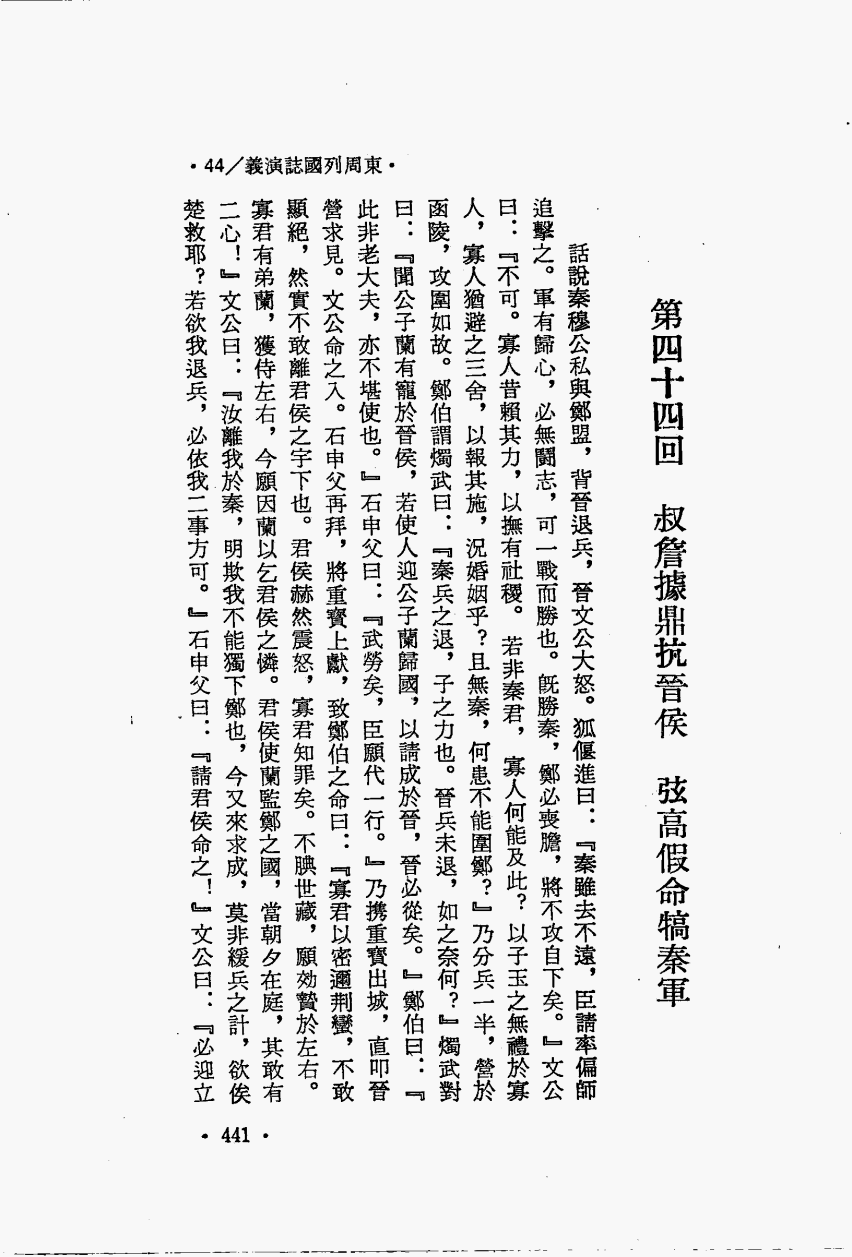 ·東周列國誌演義/44·
第四十四回　叔詹據鼎抗晉侯　弦高假命犒秦軍
話說秦穆公私與鄭盟，背晉退兵，晉文公大怒。狐偃進曰：『秦雖去不遠，臣請率偏師
追擊之。軍有歸心，必無鬬志，可一戰而勝也。旣勝秦，鄭必喪膽，將不攻自下矣。』文公
曰：『不可。寡人昔賴其力，以撫有社稷。若非秦君，寡人何能及此？以子玉之無禮於寡
人，寡人猶避之三舍，以報其施，況婚姻乎？且無秦，何患不能圍鄭？』乃分兵一半，營於
函陵，攻圍如故。鄭伯謂燭武曰：『秦兵之退，子之力也。晉兵未退，如之奈何？』燭武對
曰：『聞公子蘭有寵於晉侯，若使人迎公子蘭歸國，以請成於晉，晉必從矣。』鄭伯曰：『
此非老大夫，亦不堪使也。』石申父曰：『武勞矣，臣願代一行。』乃携重寶出城，直叩晉
營求見。文公命之入。石申父再拜，將重寶上獻，致鄭伯之命曰：『寡君以密邇荆蠻，不敢
顯絕，然實不敢離君侯之宇下也。君侯赫然震怒，寡君知罪矣。不腆世藏，願効贄於左右。
寡君有弟蘭，獲侍左右，今願因蘭以乞君侯之憐。君侯使蘭監鄭之國，當朝夕在庭，其敢有
二心！』文公曰：『汝離我於秦，明欺我不能獨下鄭也，今又來求成，莫非緩兵之計，欲俟
楚救耶？若欲我退兵，必依我二事方可。』石申父曰：『請君侯命之！』文公曰：『必迎立
·441·